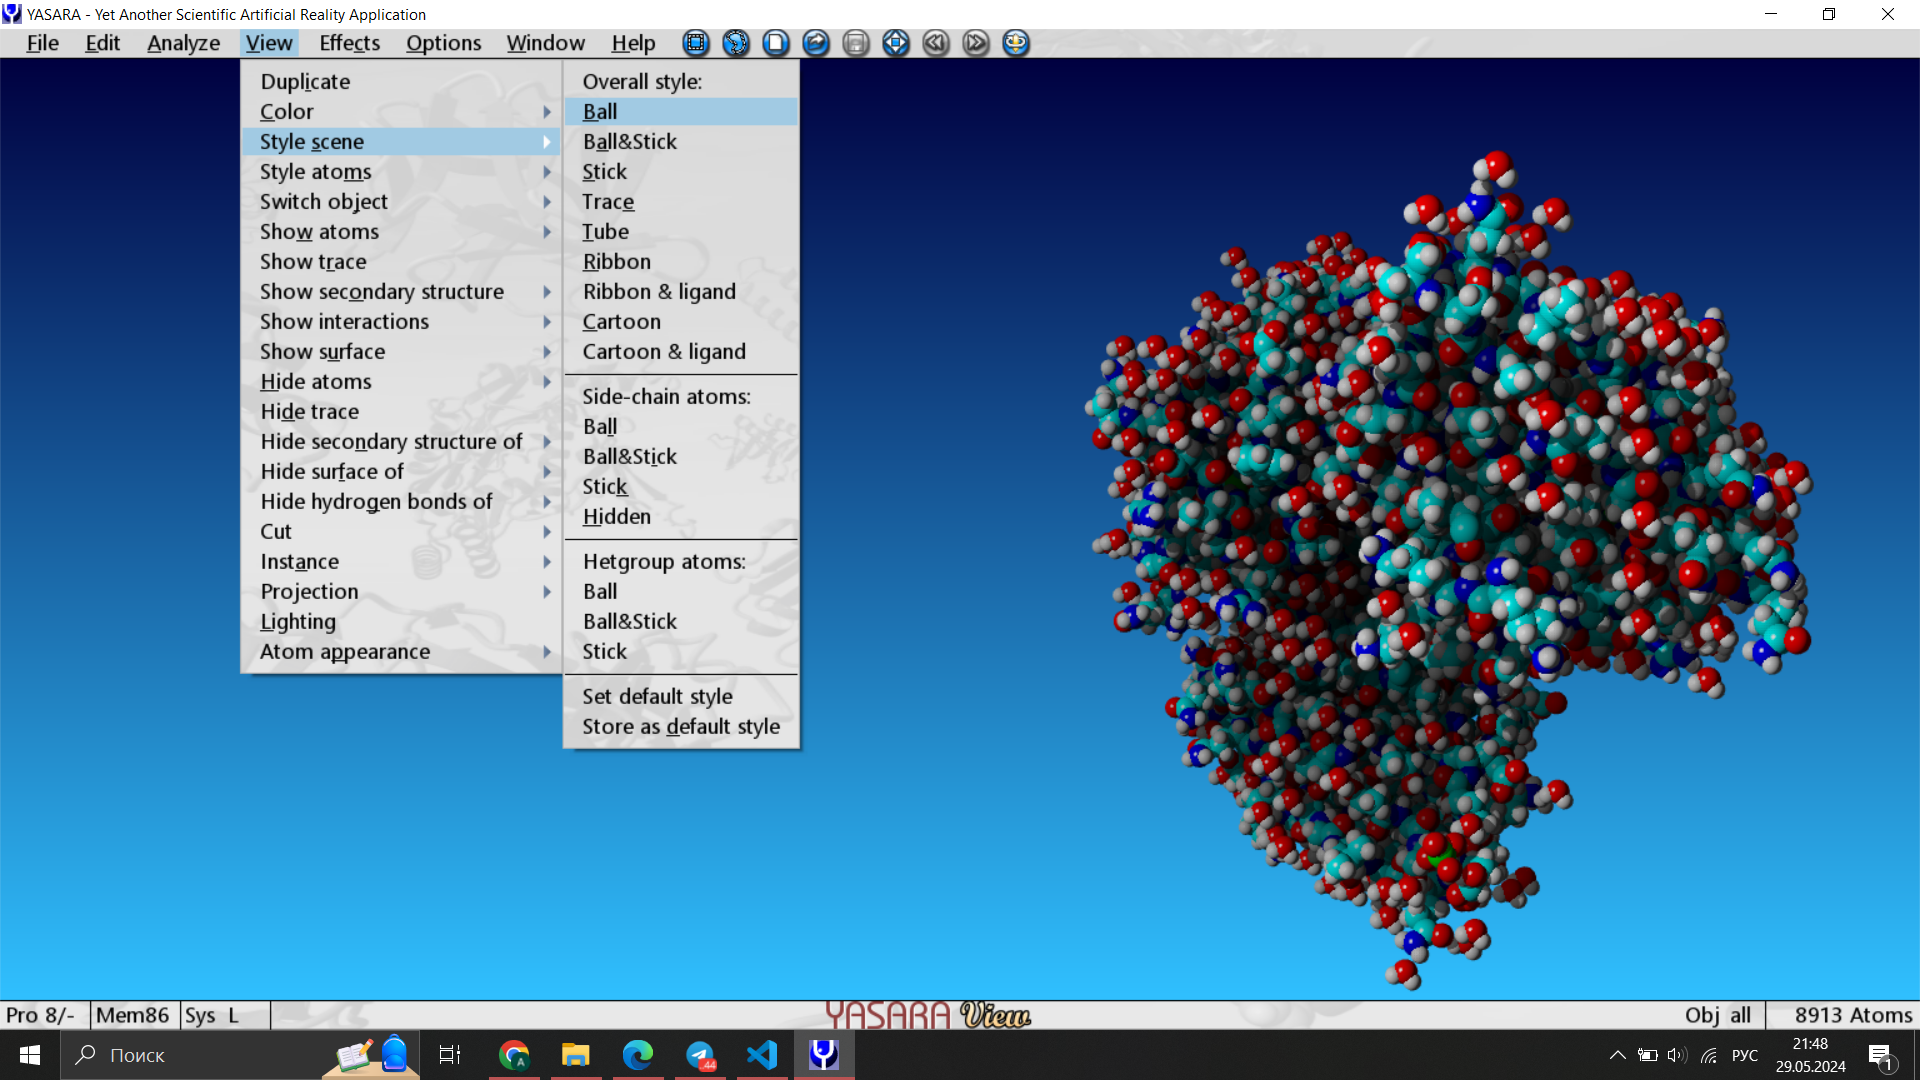 YASARA - Yet Another Scientific Artificial Reality Application
File Edit Analyze View Effects Options Window Help
Duplicate
Color
Style scene
Style atoms
Switch object
Show atoms
Show trace
Show secondary structure
Show interactions
Show surface
Hide atoms
Hide trace
Hide secondary structure of
Hide surface of
Hide hydrogen bonds of
Cut
Instance
Projection
Lighting
Atom appearance
Overall style:
Ball
Ball&Stick
Stick
Trace
Tube
Ribbon
Ribbon & ligand
Cartoon
Cartoon & ligand
Side-chain atoms:
Ball
Ball&Stick
Stick
Hidden
Hetgroup atoms:
Ball
Ball&Stick
Stick
Set default style
Store as default style
Pro 8/- Mem86 Sys L YASARA View Obj all 8913 Atoms
Поиск
A
44
РУС
21:48
29.05.2024
1